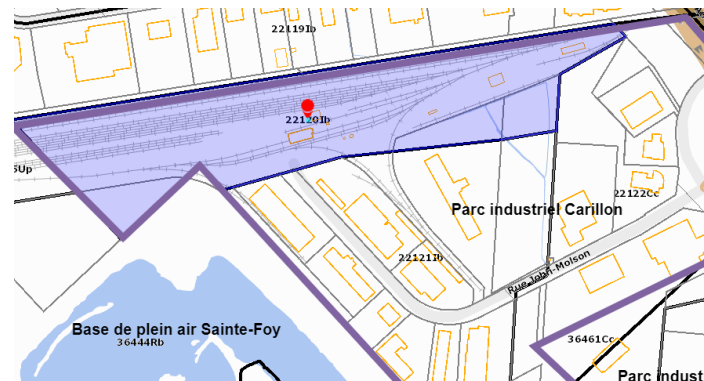 22119Ib
22120Ib
5Up
22122Cc
Parc industriel Carillon
22121Ib
Rue John-Molson
Base de plein air Sainte-Foy
36444Rb
36461Cc
Parc indust